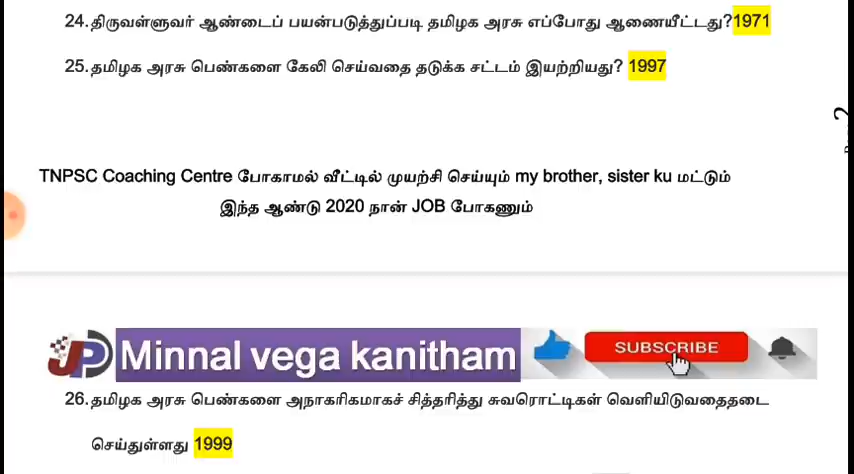 24.திருவள்ளுவர் ஆண்டைப் பயன்படுத்துப்படி தமிழக அரசு எப்போது ஆணையீட்டது?1971
25.தமிழக அரசு பெண்களை கேலி செய்வதை தடுக்க சட்டம் இயற்றியது? 1997
2
TNPSC Coaching Centre போகாமல் வீட்டில் முயற்சி செய்யும் my brother, sister ku மட்டும்
இந்த ஆண்டு 2020 நான் JOB போகணும்
JP Minnal vega kanitham SUBSCRIBE
26.தமிழக அரசு பெண்களை அநாகரிகமாகச் சித்தரித்து சுவரொட்டிகள் வெளியிடுவதைதடை
செய்துள்ளது 1999